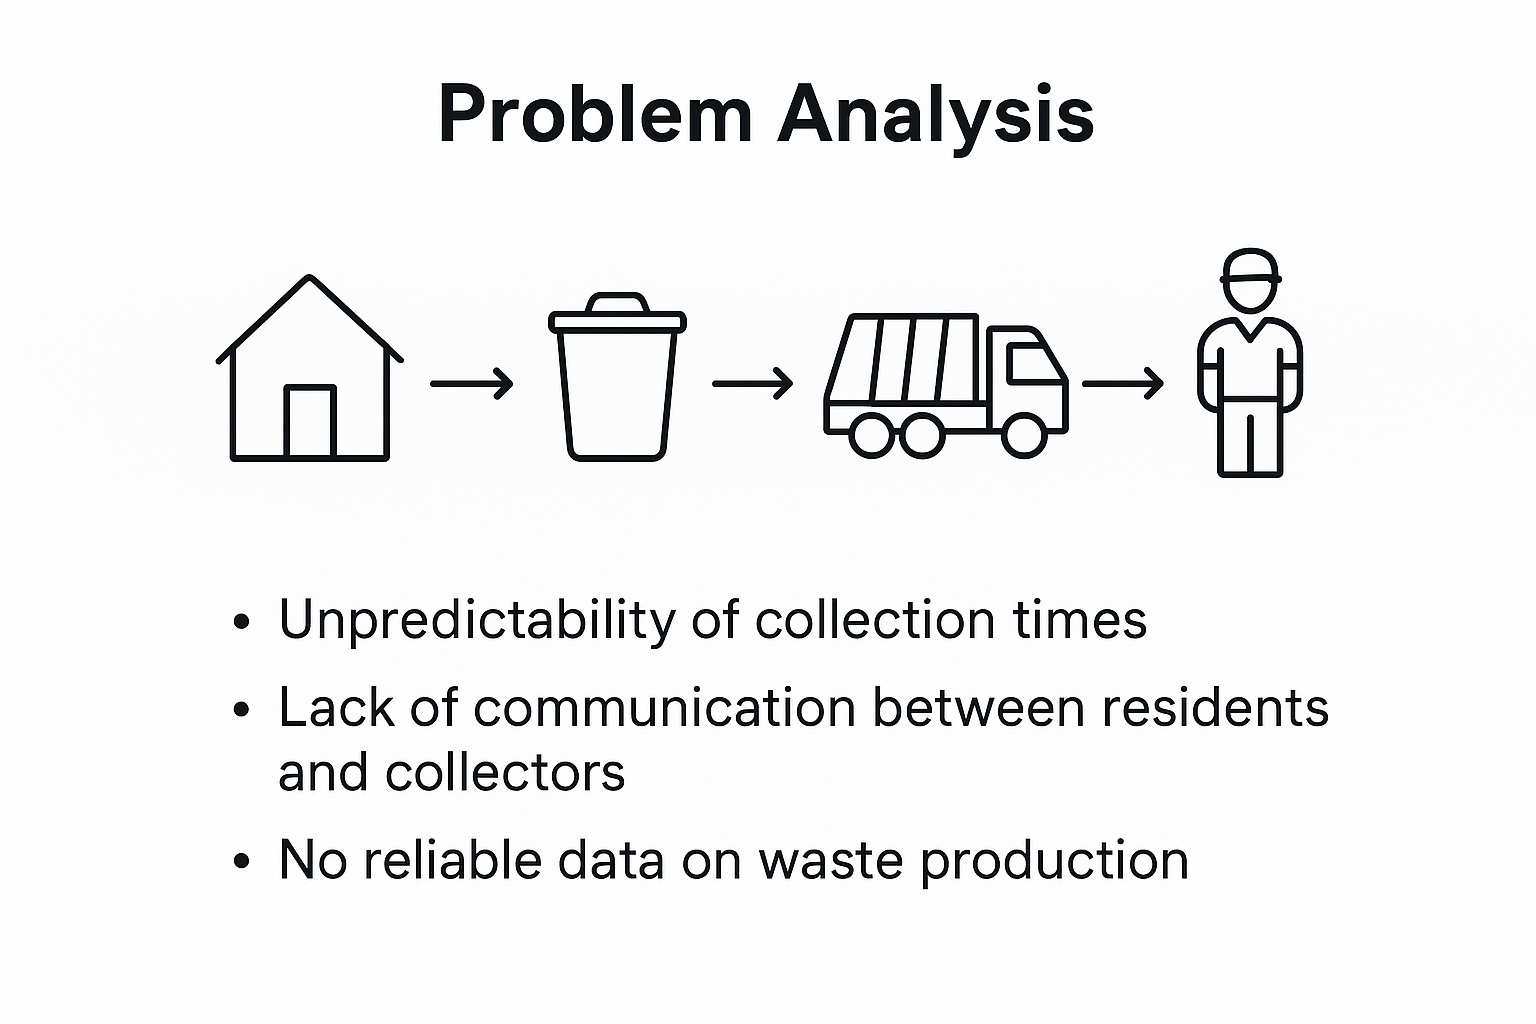 Problem Analysis
• Unpredictability of collection times
• Lack of communication between residents
and collectors
• No reliable data on waste production